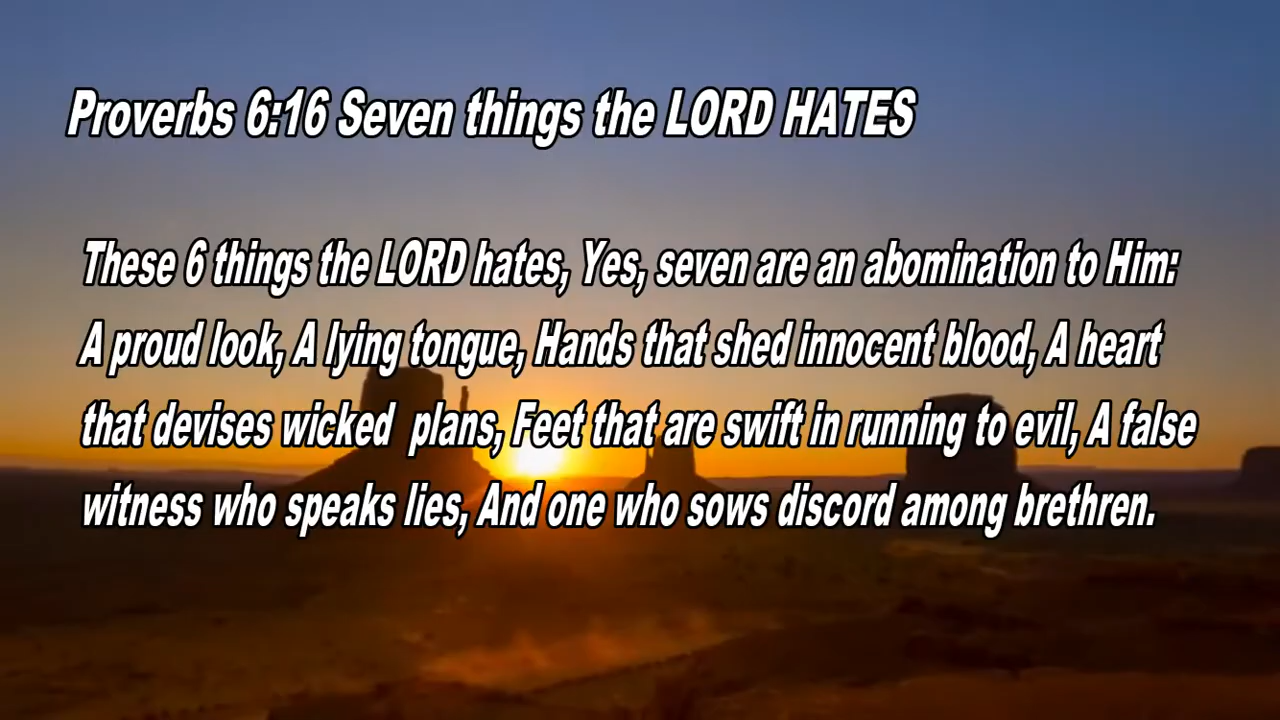 Proverbs 6:16 Seven things the LORD HATES
These 6 things the LORD hates, Yes, seven are an abomination to Him:
A proud look, A lying tongue, Hands that shed innocent blood, A heart
that devises wicked plans, Feet that are swift in running to evil, A false
witness who speaks lies, And one who sows discord among brethren.